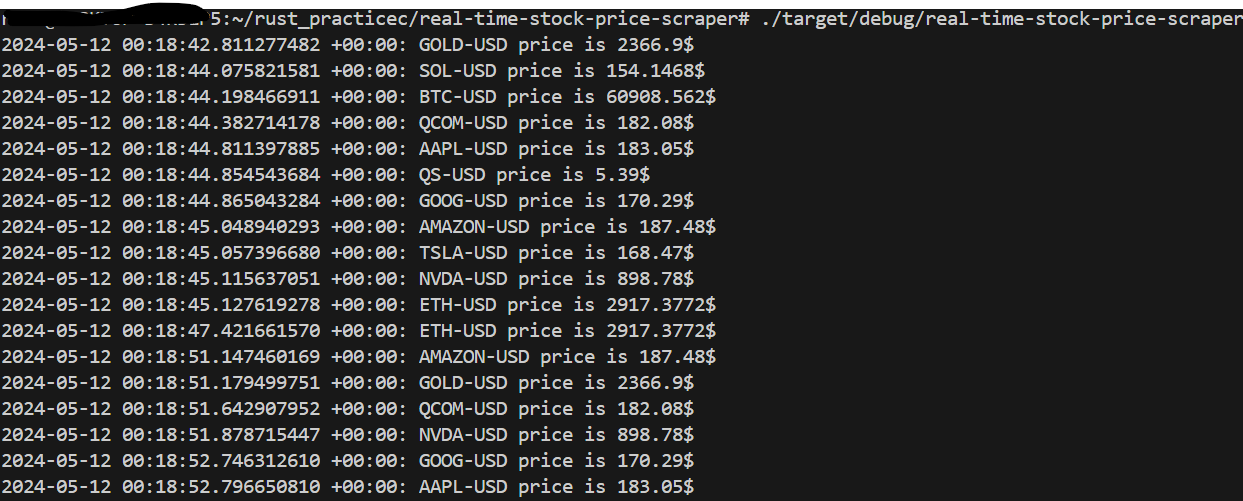 5:~/rust_practicec/real-time-stock-price-scraper# ./target/debug/real-time-stock-price-scraper
2024-05-12 00:18:42.811277482 +00:00: GOLD-USD price is 2366.9$
2024-05-12 00:18:44.075821581 +00:00: SOL-USD price is 154.1468$
2024-05-12 00:18:44.198466911 +00:00: BTC-USD price is 60908.562$
2024-05-12 00:18:44.382714178 +00:00: QCOM-USD price is 182.08$
2024-05-12 00:18:44.811397885 +00:00: AAPL-USD price is 183.05$
2024-05-12 00:18:44.854543684 +00:00: QS-USD price is 5.39$
2024-05-12 00:18:44.865043284 +00:00: GOOG-USD price is 170.29$
2024-05-12 00:18:45.048940293 +00:00: AMAZON-USD price is 187.48$
2024-05-12 00:18:45.057396680 +00:00: TSLA-USD price is 168.47$
2024-05-12 00:18:45.115637051 +00:00: NVDA-USD price is 898.78$
2024-05-12 00:18:45.127619278 +00:00: ETH-USD price is 2917.3772$
2024-05-12 00:18:47.421661570 +00:00: ETH-USD price is 2917.3772$
2024-05-12 00:18:51.147460169 +00:00: AMAZON-USD price is 187.48$
2024-05-12 00:18:51.179499751 +00:00: GOLD-USD price is 2366.9$
2024-05-12 00:18:51.642907952 +00:00: QCOM-USD price is 182.08$
2024-05-12 00:18:51.878715447 +00:00: NVDA-USD price is 898.78$
2024-05-12 00:18:52.746312610 +00:00: GOOG-USD price is 170.29$
2024-05-12 00:18:52.796650810 +00:00: AAPL-USD price is 183.05$